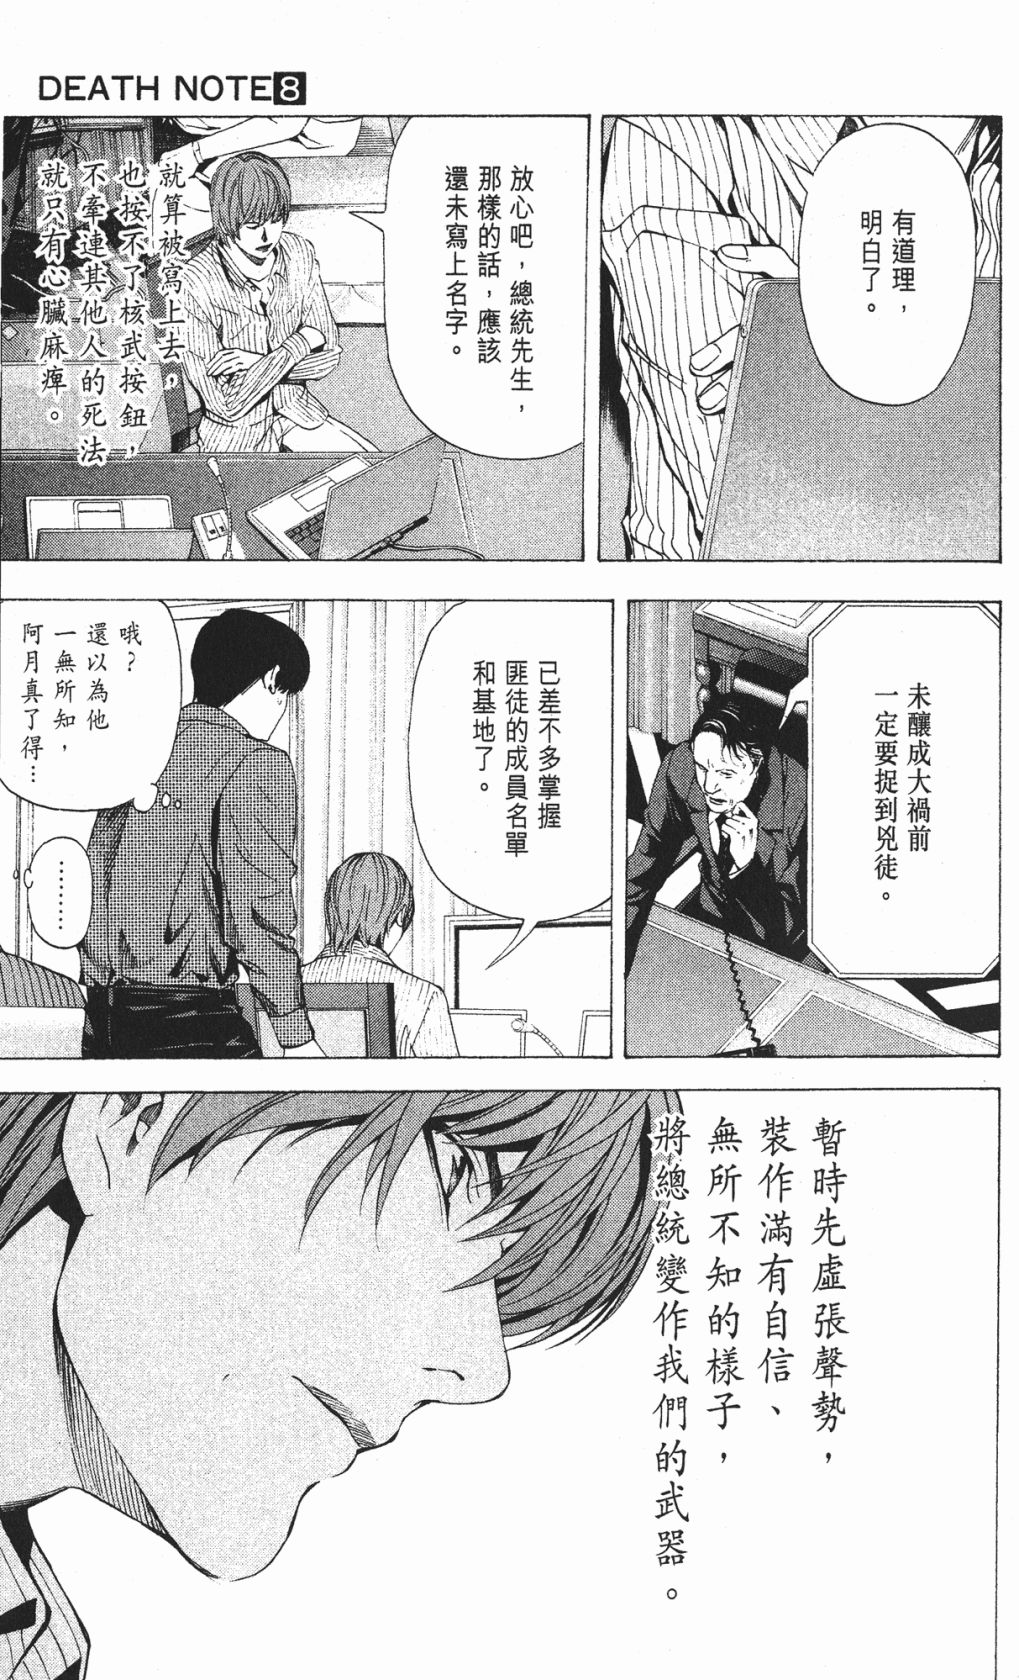 DEATH NOTE8
有道理，
明白了。
放心吧，總統先生，
那樣的話，應該
還未寫上名字。
就算被寫上去，
也按不了核武按鈕，
不牽連其他人的死法
就只有心臟麻痺。
未釀成大禍前
一定要捉到兇徒。
已差不多掌握
匪徒的成員名單
和基地了。
哦？
還以為他
一無所知，
阿月真了得…
………
暫時先虛張聲勢，
裝作滿有自信、
無所不知的樣子，
將總統變作我們的武器。